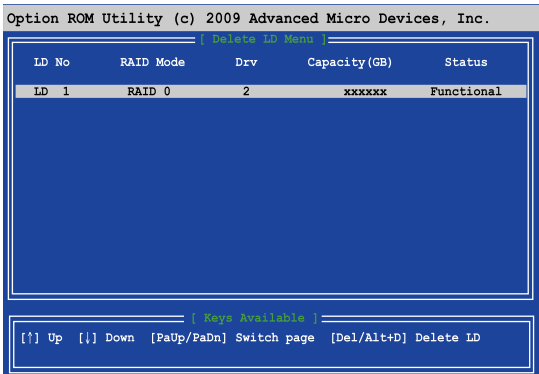 Option ROM Utility (c) 2009 Advanced Micro Devices, Inc.
[ Delete LD Menu ]
LD No RAID Mode Drv Capacity(GB) Status
LD 1 RAID 0 2 xxxxxx Functional
[ Keys Available ]
[↑] Up [↓] Down [PaUp/PaDn] Switch page [Del/Alt+D] Delete LD